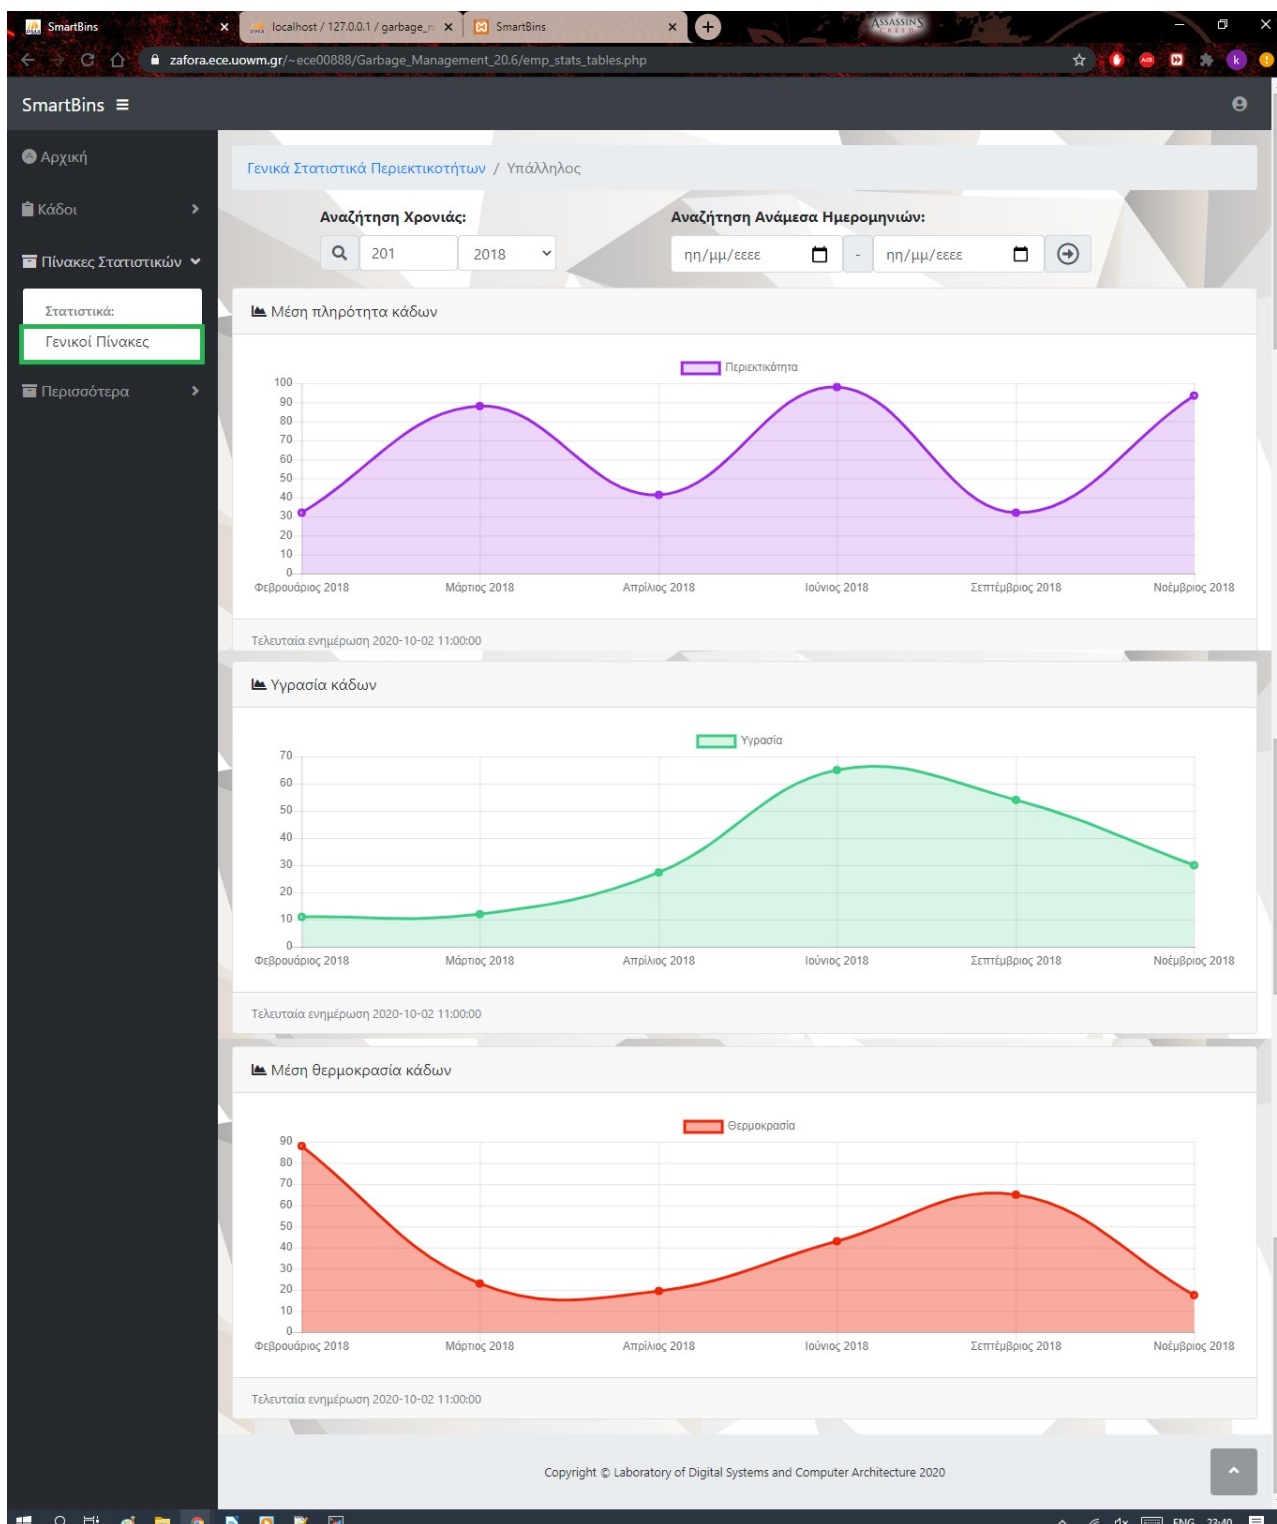 SmartBins
localhost / 127.0.0.1 / garbage_
SmartBins
ASSASSIN'S CREED
zafora.ece.uowm.gr/~ece00888/Garbage_Management_20.6/emp_stats_tables.php
SmartBins
Αρχική
Κάδοι
Πίνακες Στατιστικών
Στατιστικά:
Γενικοί Πίνακες
Περισσότερα
Γενικά Στατιστικά Περιεκτικοτήτων / Υπάλληλος
Αναζήτηση Χρονιάς:
201
2018
Αναζήτηση Ανάμεσα Ημερομηνιών:
ηη/μμ/εεεε - ηη/μμ/εεεε
Μέση πληρότητα κάδων
Περιεκτικότητα
100
90
80
70
60
50
40
30
20
10
0
Φεβρουάριος 2018 Μάρτιος 2018 Απρίλιος 2018 Ιούνιος 2018 Σεπτέμβριος 2018 Νοέμβριος 2018
Τελευταία ενημέρωση 2020-10-02 11:00:00
Υγρασία κάδων
Υγρασία
70
60
50
40
30
20
10
0
Φεβρουάριος 2018 Μάρτιος 2018 Απρίλιος 2018 Ιούνιος 2018 Σεπτέμβριος 2018 Νοέμβριος 2018
Τελευταία ενημέρωση 2020-10-02 11:00:00
Μέση θερμοκρασία κάδων
Θερμοκρασία
90
80
70
60
50
40
30
20
10
0
Φεβρουάριος 2018 Μάρτιος 2018 Απρίλιος 2018 Ιούνιος 2018 Σεπτέμβριος 2018 Νοέμβριος 2018
Τελευταία ενημέρωση 2020-10-02 11:00:00
Copyright © Laboratory of Digital Systems and Computer Architecture 2020
ENG 23:40